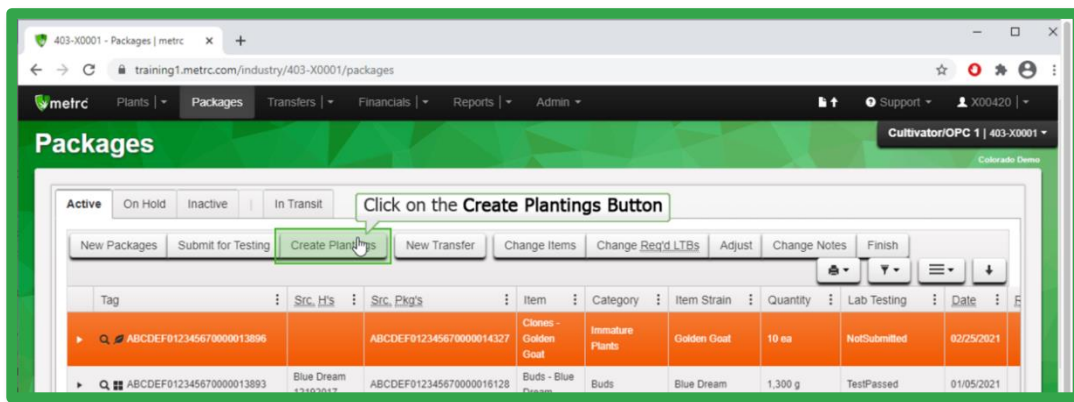 403-X0001 - Packages | metrc
training1.metrc.com/industry/403-X0001/packages
metrc Plants Packages Transfers Financials Reports Admin Support X00420
Packages Cultivator/OPC 1 | 403-X0001
Colorado Demo
Active On Hold Inactive In Transit Click on the Create Plantings Button
New Packages Submit for Testing Create Plantings New Transfer Change Items Change Req'd LTBs Adjust Change Notes Finish
Tag Src. H's Src. Pkg's Item Category Item Strain Quantity Lab Testing Date
ABCDEF012345670000013896 ABCDEF012345670000014327 Clones - Golden Goat Immature Plants Golden Goat 10 ea NotSubmitted 02/25/2021
ABCDEF012345670000013893 Blue Dream ABCDEF012345670000016128 Buds - Blue Buds Blue Dream 1,300 g TestPassed 01/05/2021